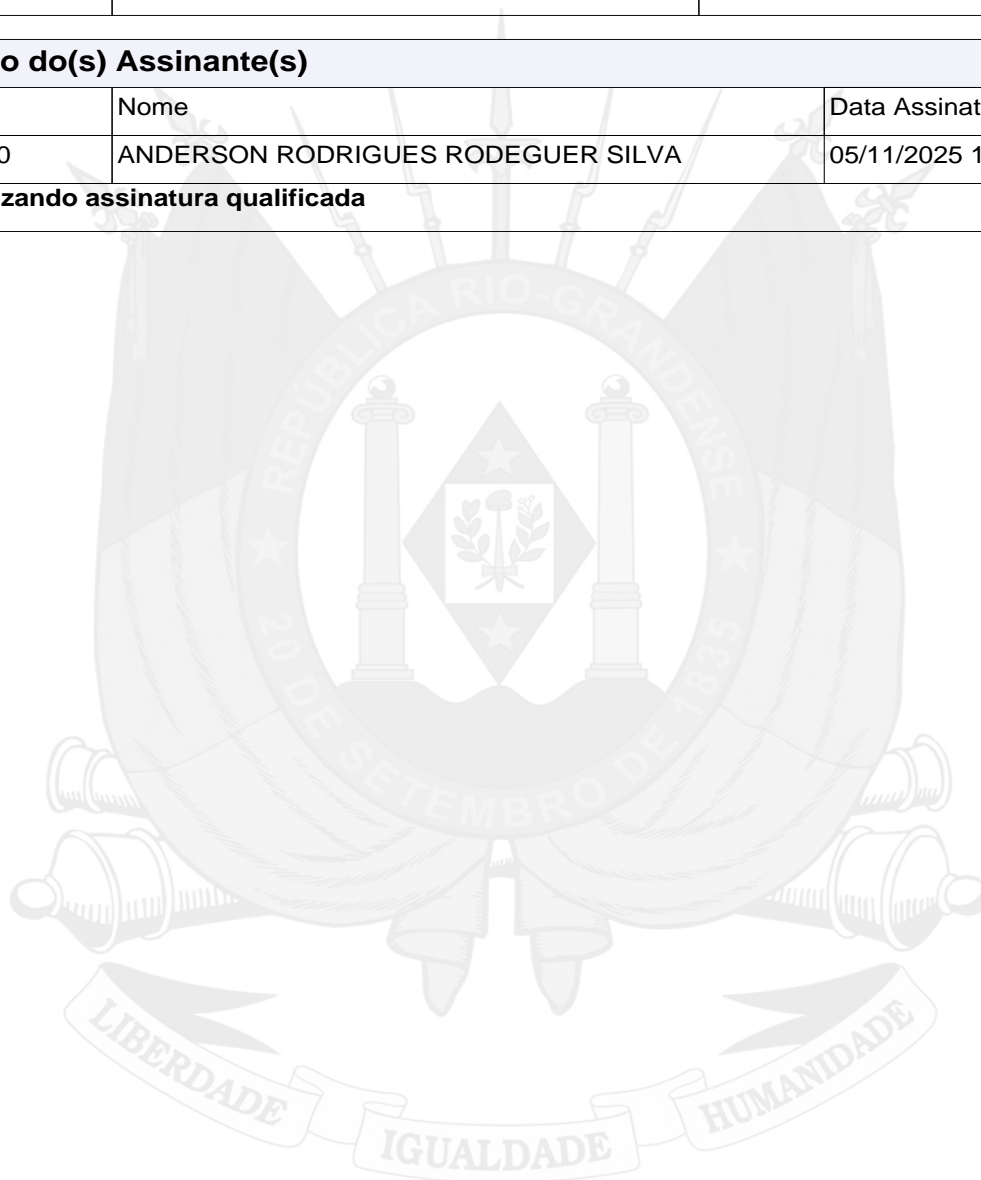 o do(s) Assinante(s)
Nome Data Assinat
0 ANDERSON RODRIGUES RODEGUER SILVA 05/11/2025 1
zando assinatura qualificada
REPÚBLICA RIO-GRANDENSE
20 DE SETEMBRO DE 1835
LIBERDADE IGUALDADE HUMANIDADE